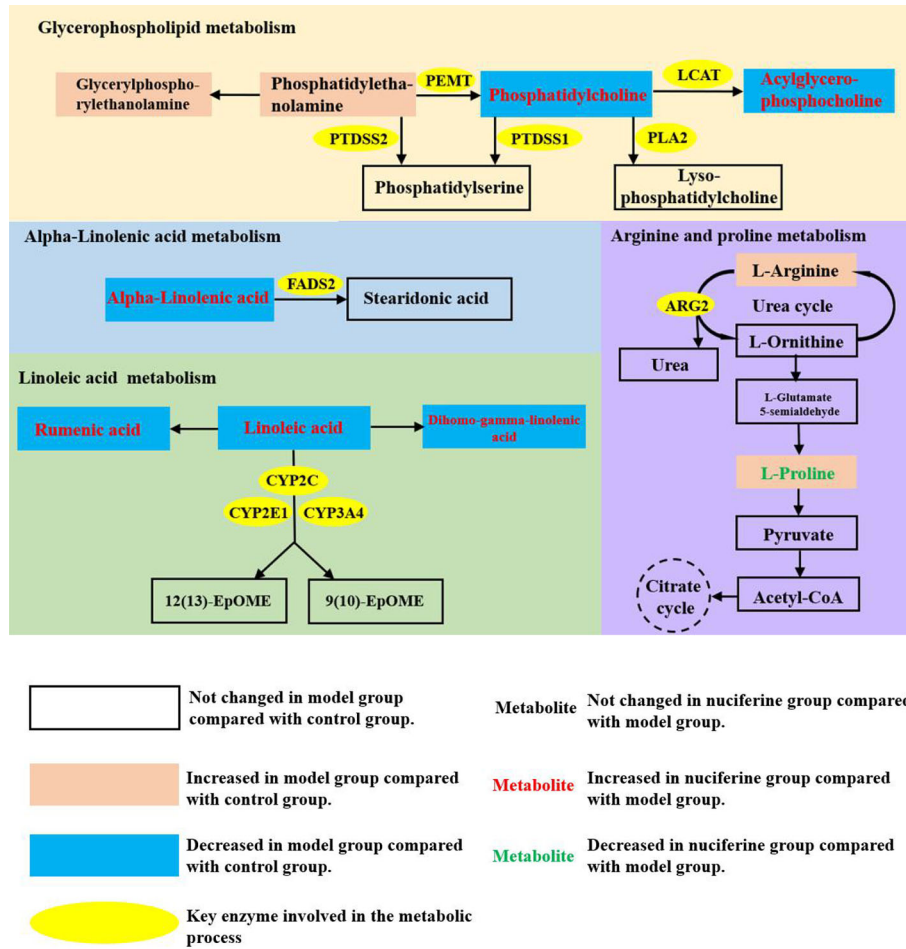 Glycerophospholipid metabolism
Glycerylphospho-
rylethanolamine
Phosphatidyletha-
nolamine
PEMT
Phosphatidylcholine
LCAT
Acylglycero-
phosphocholine
PTDSS2
PTDSS1
PLA2
Phosphatidylserine
Lyso-
phosphatidylcholine
Alpha-Linolenic acid metabolism
Alpha-Linolenic acid
FADS2
Stearidonic acid
Linoleic acid metabolism
Rumenic acid
Linoleic acid
Dihomo-gamma-linolenic
acid
CYP2C
CYP2E1
CYP3A4
12(13)-EpOME
9(10)-EpOME
Arginine and proline metabolism
L-Arginine
ARG2
Urea cycle
L-Ornithine
Urea
L-Glutamate
5-semialdehyde
L-Proline
Pyruvate
Citrate
cycle
Acetyl-CoA
Not changed in model group
compared with control group.
Increased in model group compared
with control group.
Decreased in model group compared
with control group.
Key enzyme involved in the metabolic
process
Metabolite
Not changed in nuciferine group compared
with model group.
Metabolite
Increased in nuciferine group compared
with model group.
Metabolite
Decreased in nuciferine group compared
with model group.